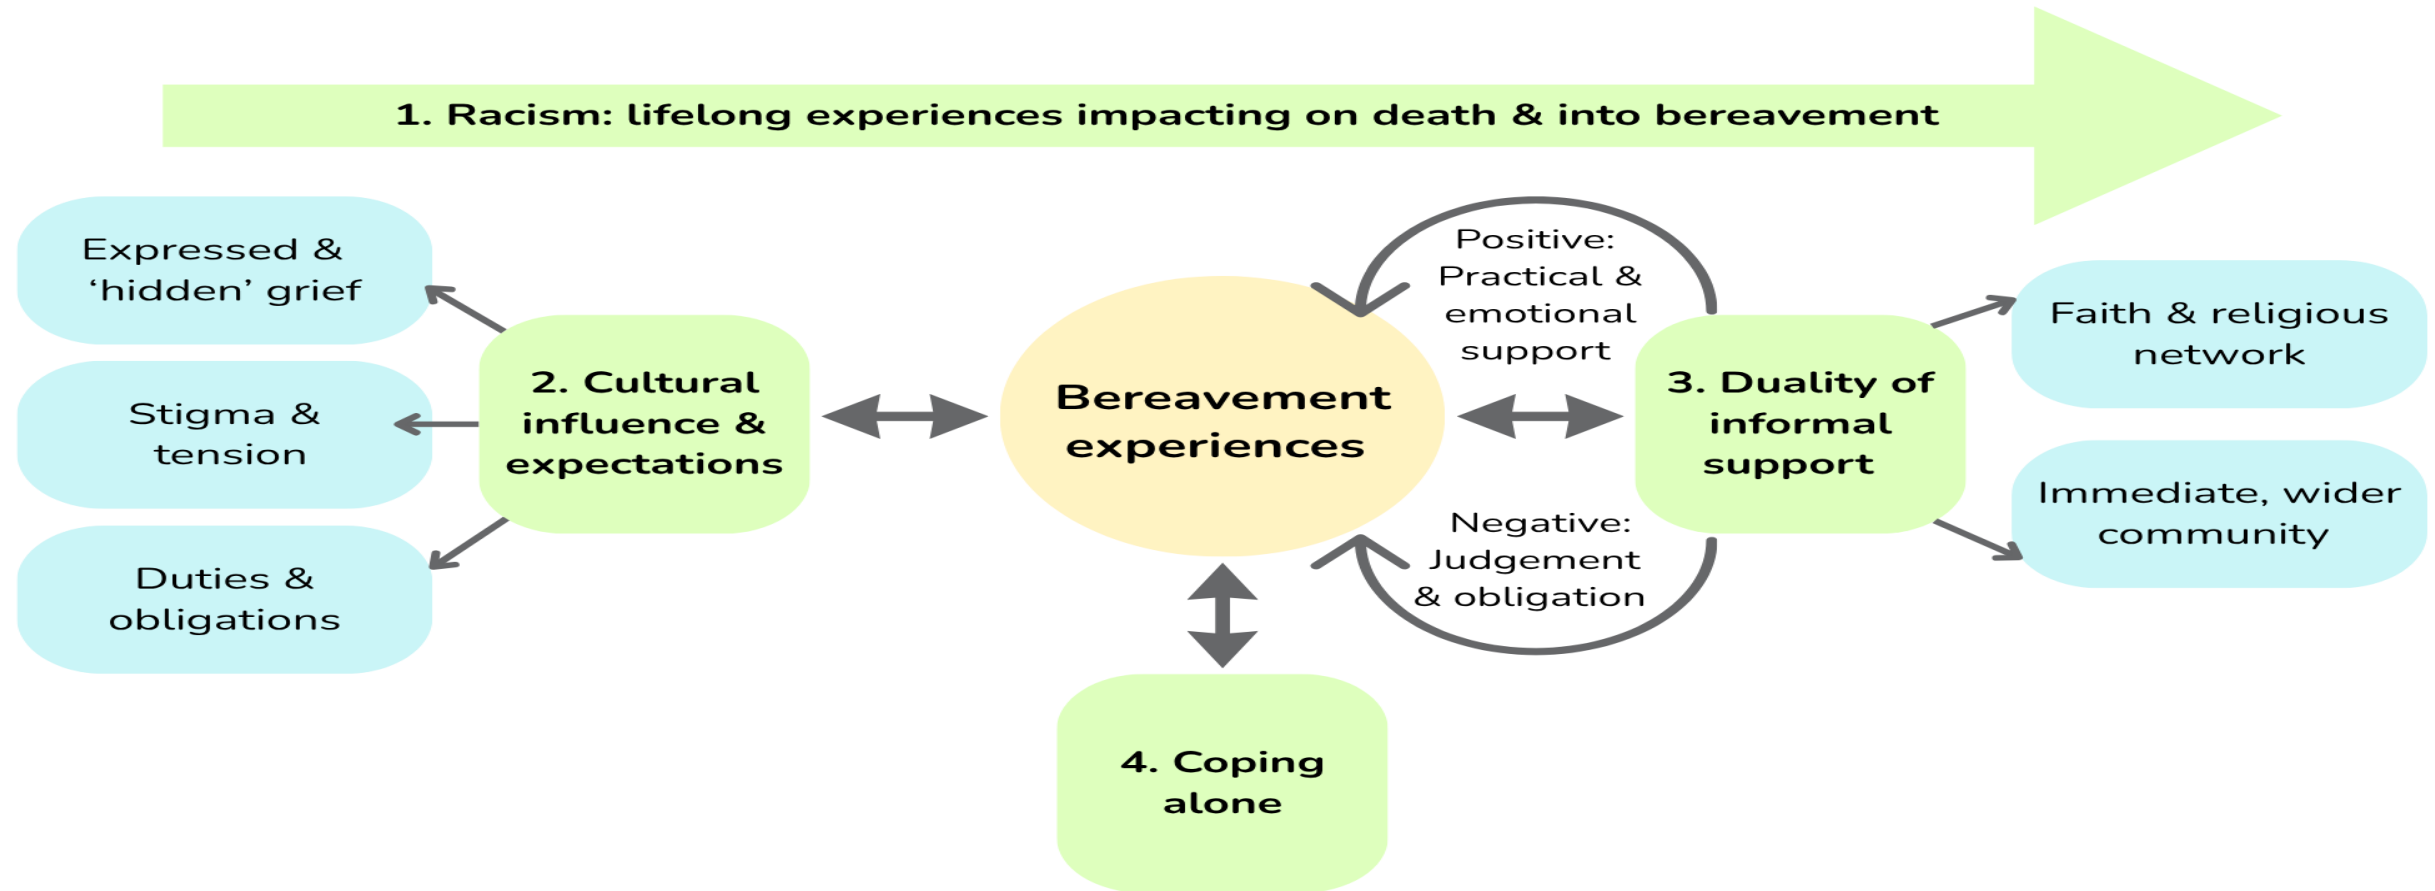 1. Racism: lifelong experiences impacting on death & into bereavement
Expressed &
‘hidden’ grief
Stigma &
tension
Duties &
obligations
2. Cultural
influence &
expectations
Bereavement
experiences
Positive:
Practical &
emotional
support
Negative:
Judgement
& obligation
3. Duality of
informal
support
Faith & religious
network
Immediate, wider
community
4. Coping
alone